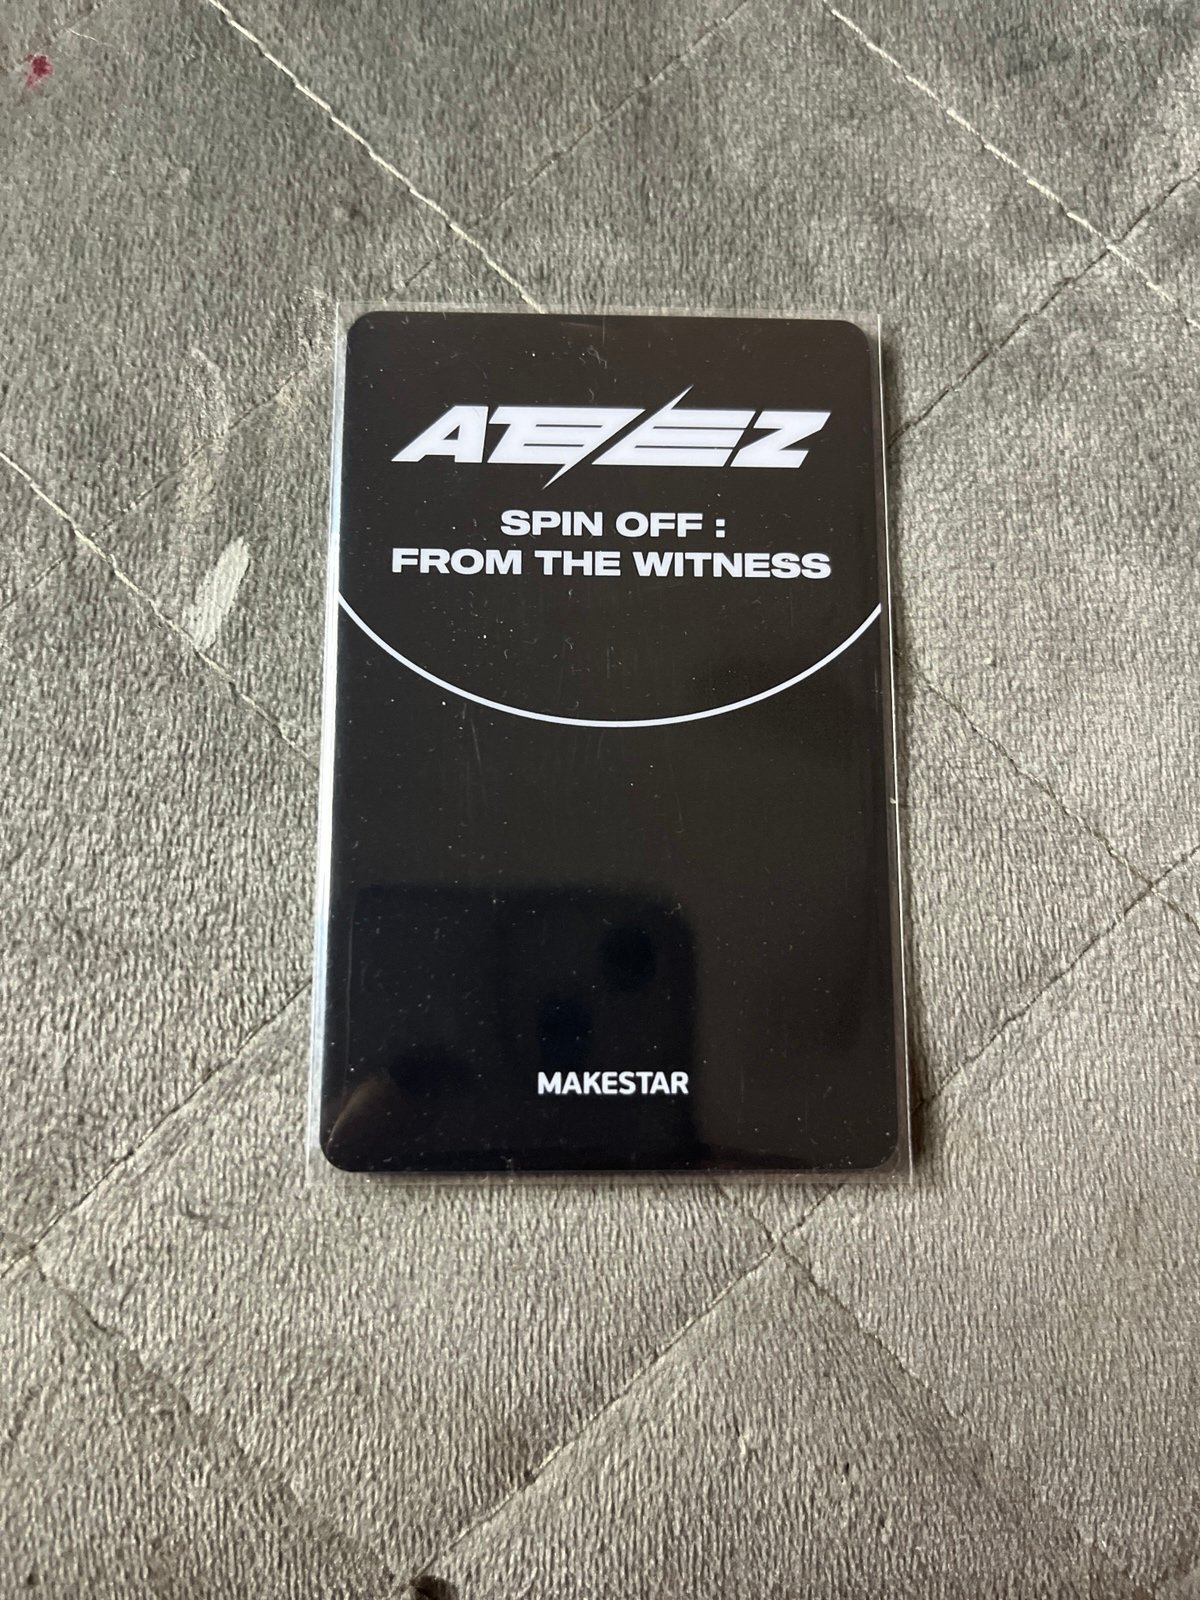 ATEEZ
SPIN OFF :
FROM THE WITNESS
MAKESTAR